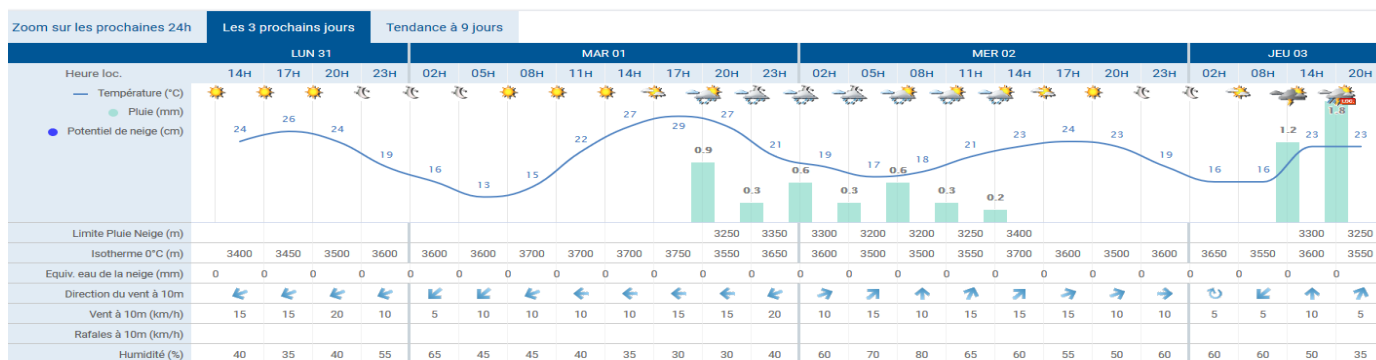 Zoom sur les prochaines 24h Les 3 prochains jours Tendance à 9 jours
LUN 31 MAR 01 MER 02 JEU 03
Heure loc. 14H 17H 20H 23H 02H 05H 08H 11H 14H 17H 20H 23H 02H 05H 08H 11H 14H 17H 20H 23H 02H 08H 14H 20H
Température (°C)
LOC.
Pluie (mm)
Potentiel de neige (cm)
24 26 24 19 16 13 15 22 27 29 27 21 19 17 18 21 23 24 23 19 16 16 23 23
0.9 0.3 0.6 0.3 0.6 0.3 0.2 1.2 1.8
Limite Pluie Neige (m) 3250 3350 3300 3200 3200 3250 3400 3300 3250
Isotherme 0°C (m) 3400 3450 3500 3600 3600 3600 3700 3700 3700 3750 3550 3650 3600 3500 3500 3550 3700 3600 3500 3600 3650 3550 3600 3550
Equiv. eau de la neige (mm) 0 0 0 0 0 0 0 0 0 0 0 0 0 0 0 0 0 0 0 0 0 0 0 0
Direction du vent à 10m
Vent à 10m (km/h) 15 15 20 10 5 10 10 10 10 15 15 20 10 15 10 15 15 15 10 10 5 5 10 5
Rafales à 10m (km/h)
Humidité (%) 40 35 40 55 65 45 45 40 35 30 30 40 60 70 80 65 60 55 50 60 60 60 50 35